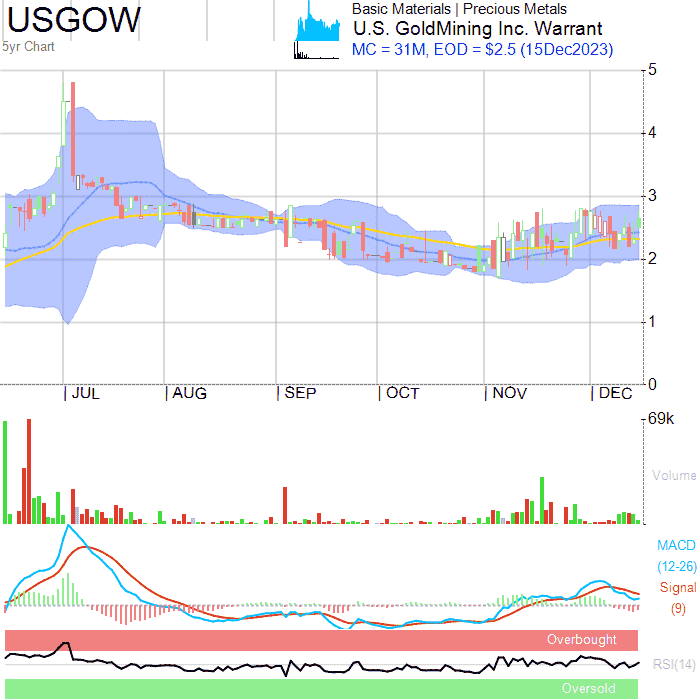 USGOW
5yr Chart
Basic Materials | Precious Metals
U.S. GoldMining Inc. Warrant
MC = 31M, EOD = $2.5 (15Dec2023)
5
4
3
2
1
0
| JUL | AUG | SEP | OCT | NOV | DEC
69k
Volume
MACD
(12-26)
Signal
(9)
Overbought
RSI(14)
Oversold